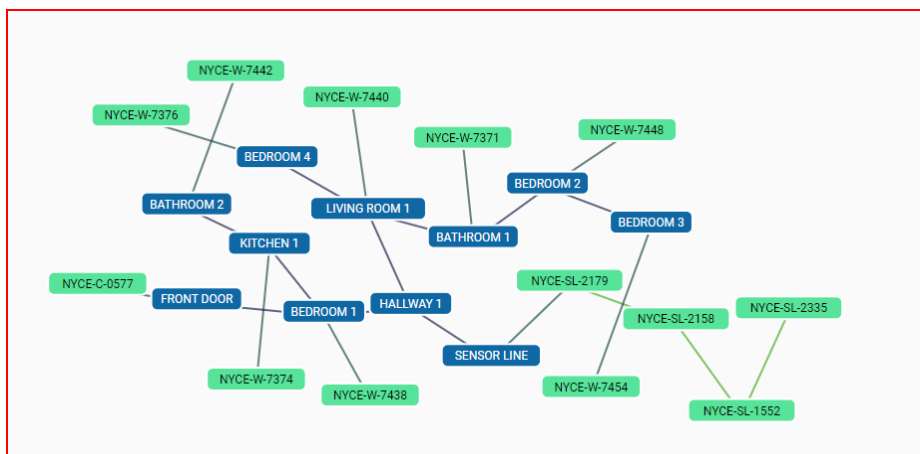 NYCE-W-7442
NYCE-W-7440
NYCE-W-7376
NYCE-W-7448
NYCE-W-7371
BEDROOM 4
BEDROOM 2
BATHROOM 2
LIVING ROOM 1
BEDROOM 3
BATHROOM 1
KITCHEN 1
NYCE-C-0577
NYCE-SL-2179
FRONT DOOR
HALLWAY 1
NYCE-SL-2335
BEDROOM 1
NYCE-SL-2158
SENSOR LINE
NYCE-W-7374
NYCE-W-7454
NYCE-W-7438
NYCE-SL-1552